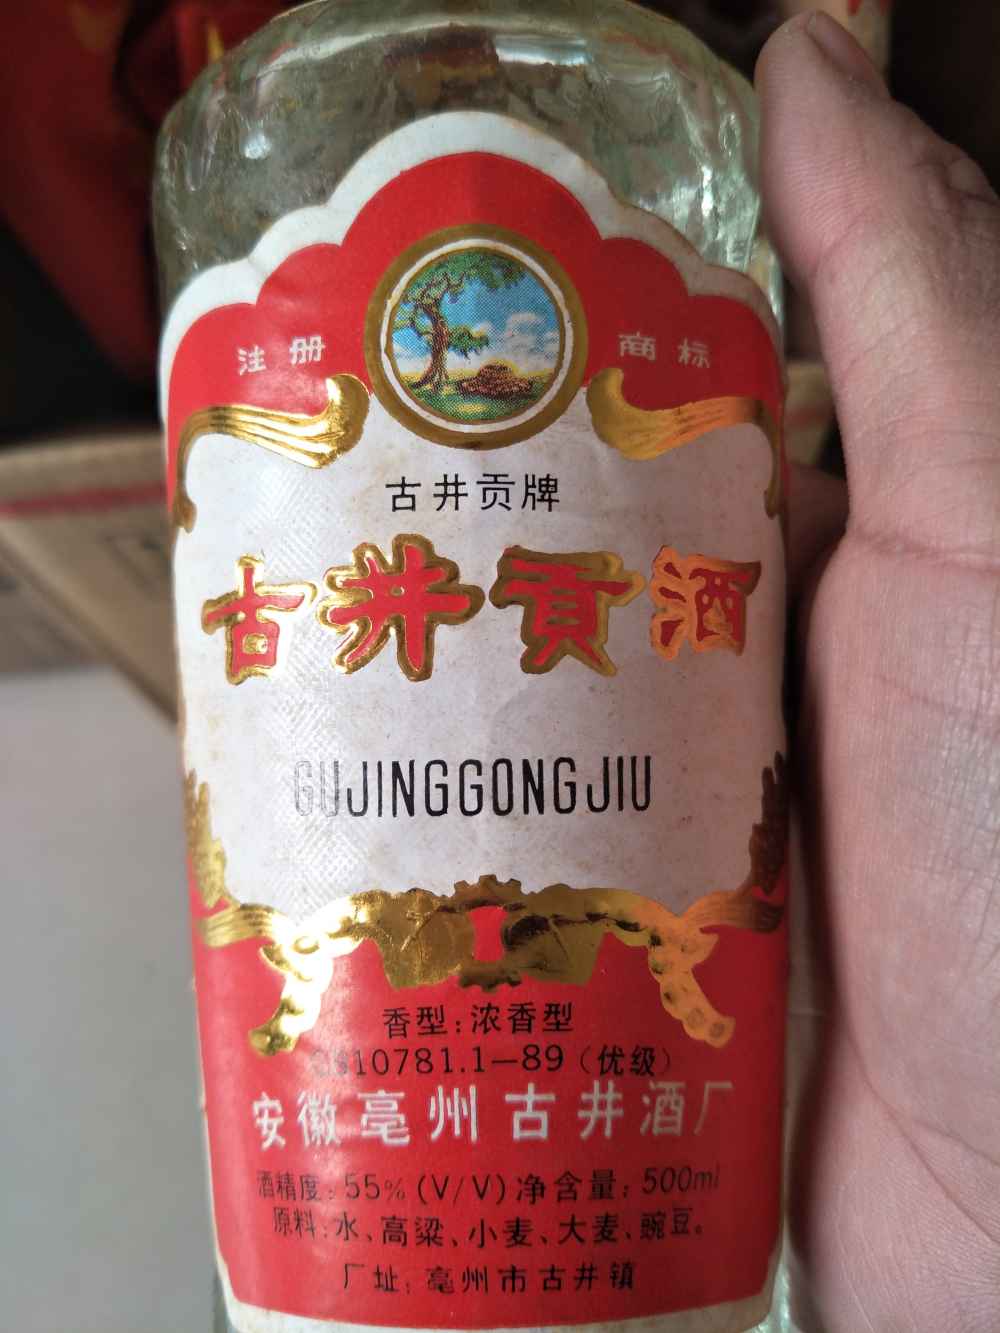 注册 商标
古井贡牌
古井贡酒
GUJINGGONGJIU
香型：浓香型
GB10781.1—89（优级）
安徽亳州古井酒厂
酒精度：55%(V/V)净含量：500ml
原料：水、高粱、小麦、大麦、豌豆。
厂址：亳州市古井镇